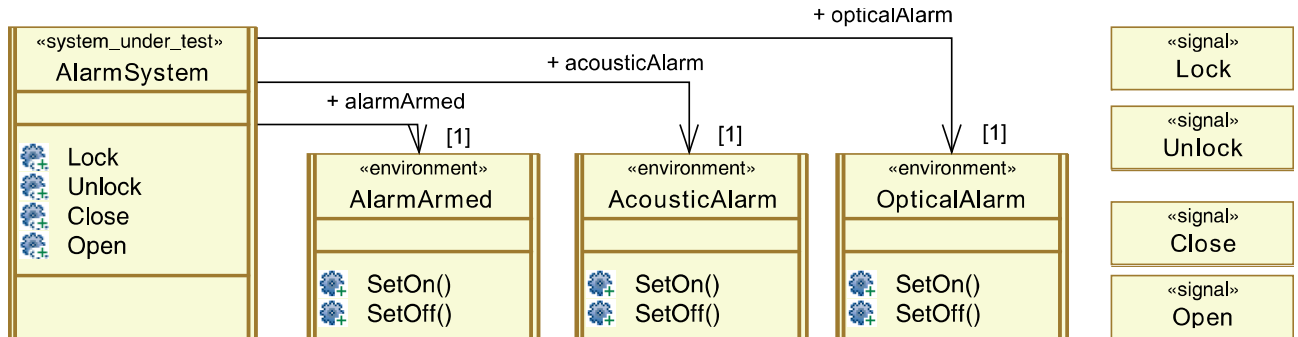 + opticalAlarm
«system_under_test»
AlarmSystem
+ acousticAlarm
+ alarmArmed
[1]
[1]
[1]
Lock
Unlock
Close
Open
«environment»
AlarmArmed
SetOn()
SetOff()
«environment»
AcousticAlarm
SetOn()
SetOff()
«environment»
OpticalAlarm
SetOn()
SetOff()
«signal»
Lock
«signal»
Unlock
«signal»
Close
«signal»
Open